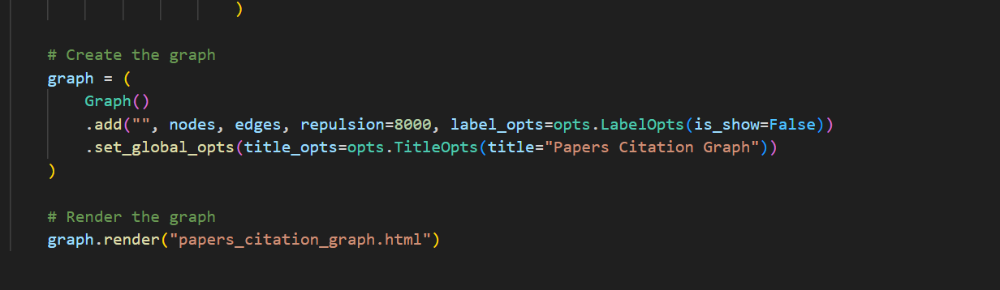 )
# Create the graph
graph = (
Graph()
.add("", nodes, edges, repulsion=8000, label_opts=opts.LabelOpts(is_show=False))
.set_global_opts(title_opts=opts.TitleOpts(title="Papers Citation Graph"))
)
# Render the graph
graph.render("papers_citation_graph.html")